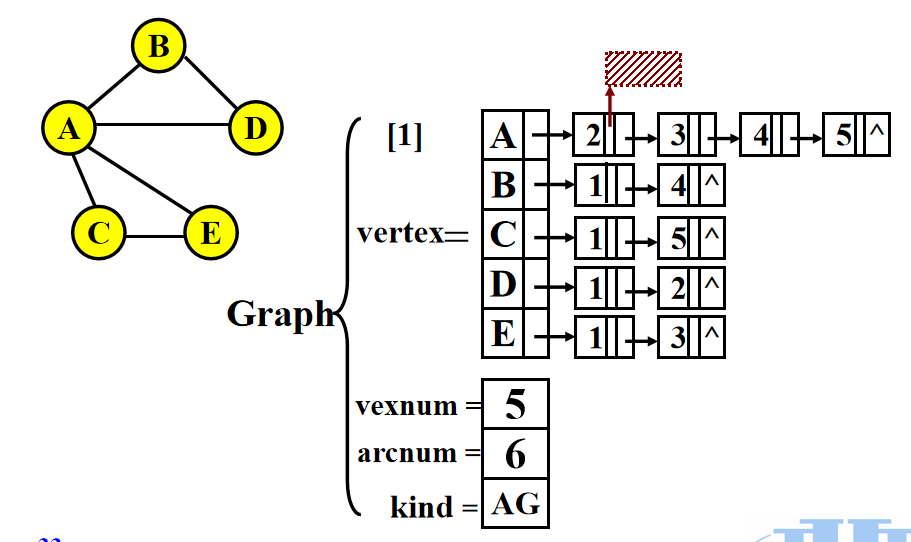 B
A
D
C
E
[1]
A 2 3 4 5 ^
B 1 4 ^
vertex= C 1 5 ^
D 1 2 ^
Graph
E 1 3 ^
vexnum = 5
arcnum = 6
kind = AG